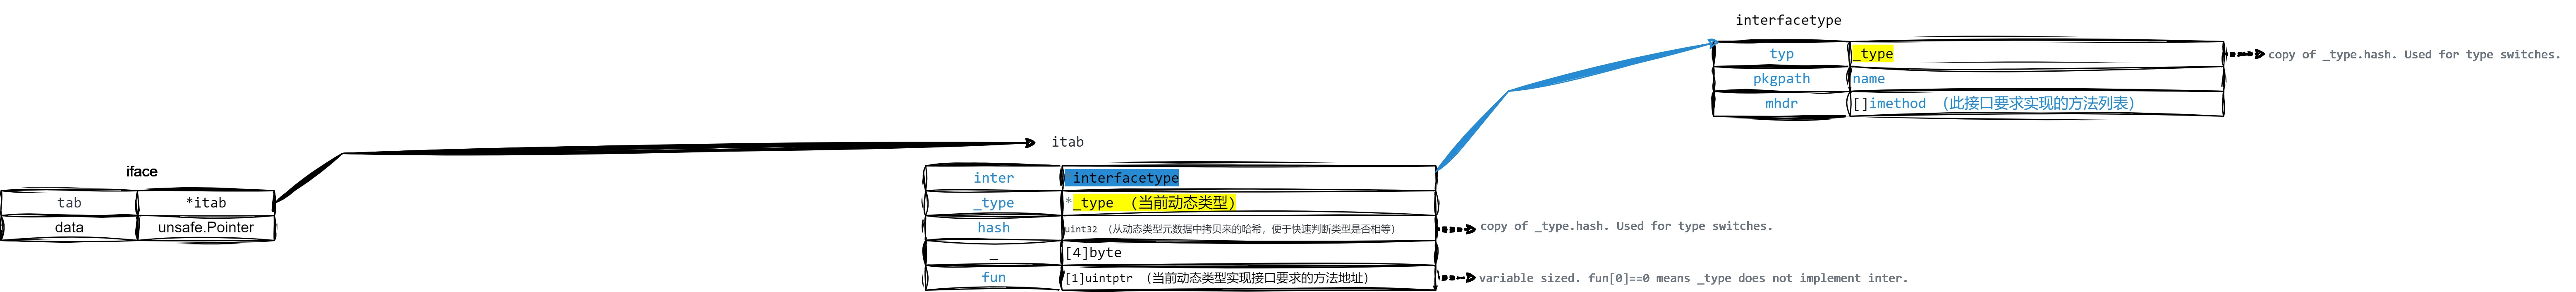 interfacetype
typ _type copy of _type.hash. Used for type switches.
pkgpath name
mhdr []imethod （此接口要求实现的方法列表）
itab
inter interfacetype
_type *_type （当前动态类型）
hash uint32 （从动态类型元数据中拷贝来的哈希，便于快速判断类型是否相等） copy of _type.hash. Used for type switches.
_ [4]byte
fun [1]uintptr （当前动态类型实现接口要求的方法地址） variable sized. fun[0]==0 means _type does not implement inter.
iface
tab *itab
data unsafe.Pointer